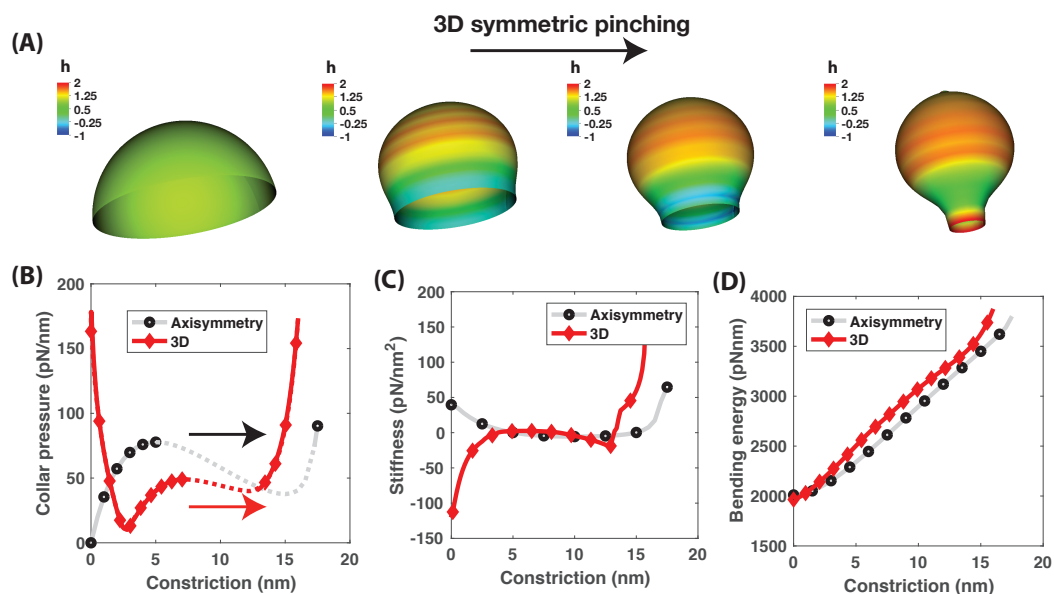 3D symmetric pinching
(A)
h
2
1.25
0.5
-0.25
-1
h
2
1.25
0.5
-0.25
-1
h
2
1.25
0.5
-0.25
-1
h
2
1.25
0.5
-0.25
-1
(B)
Collar pressure (pN/nm)
200
150
100
50
0
Axisymmetry
3D
0 5 10 15 20
Constriction (nm)
(C)
Stiffness (pN/nm²)
200
150
100
50
0
-50
-100
-150
Axisymmetry
3D
0 5 10 15 20
Constriction (nm)
(D)
Bending energy (pNnm)
4000
3500
3000
2500
2000
1500
Axisymmetry
3D
0 5 10 15 20
Constriction (nm)